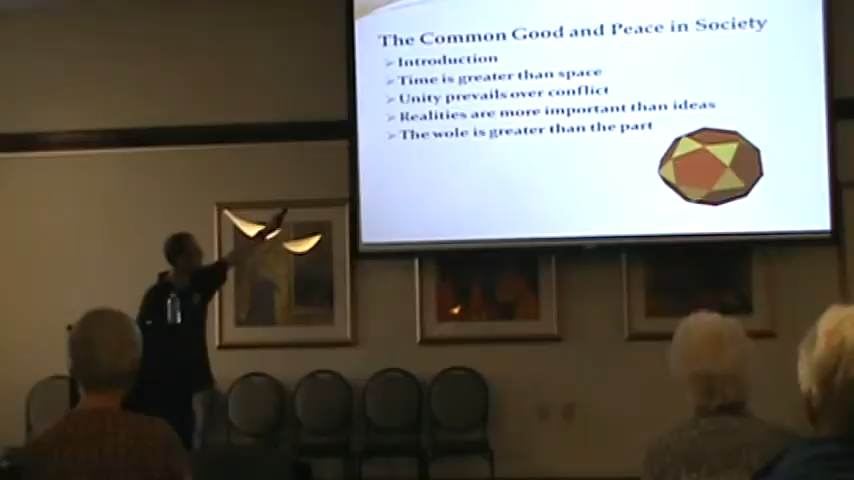 The Common Good and Peace in Society
➢Introduction
➢Time is greater than space
➢Unity prevails over conflict
➢Realities are more important than ideas
➢The wole is greater than the part